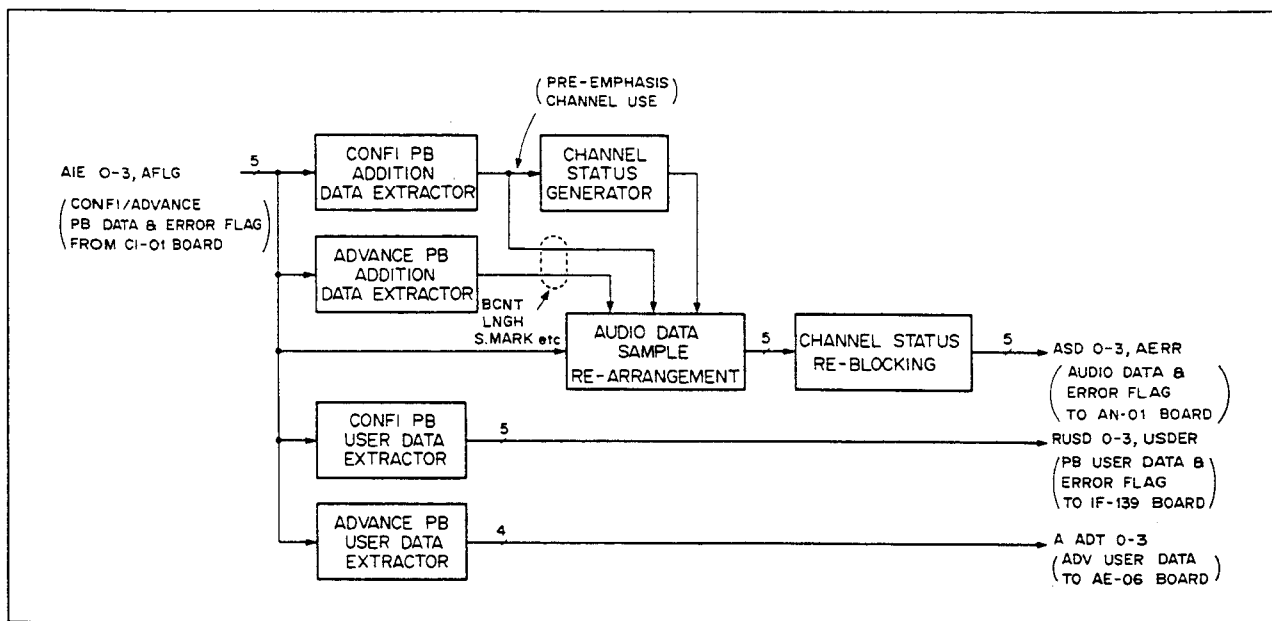 (PRE-EMPHASIS
CHANNEL USE)
AIE 0-3, AFLG
5
(CONFI/ADVANCE
PB DATA & ERROR FLAG
FROM CI-01 BOARD)
CONFI PB
ADDITION
DATA EXTRACTOR
CHANNEL
STATUS
GENERATOR
ADVANCE PB
ADDITION
DATA EXTRACTOR
BCNT
LNGH
S.MARK etc
AUDIO DATA
SAMPLE
RE-ARRANGEMENT
5
CHANNEL STATUS
RE-BLOCKING
5
ASD 0-3, AERR
(AUDIO DATA &
ERROR FLAG
TO AN-01 BOARD)
CONFI PB
USER DATA
EXTRACTOR
5
RUSD 0-3, USDER
(PB USER DATA &
ERROR FLAG
TO IF-139 BOARD)
ADVANCE PB
USER DATA
EXTRACTOR
4
A ADT 0-3
(ADV USER DATA
TO AE-06 BOARD)